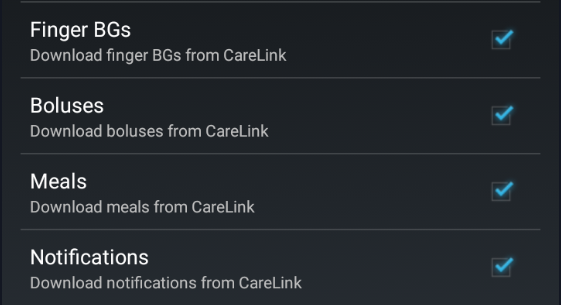 Finger BGs
Download finger BGs from CareLink
Boluses
Download boluses from CareLink
Meals
Download meals from CareLink
Notifications
Download notifications from CareLink